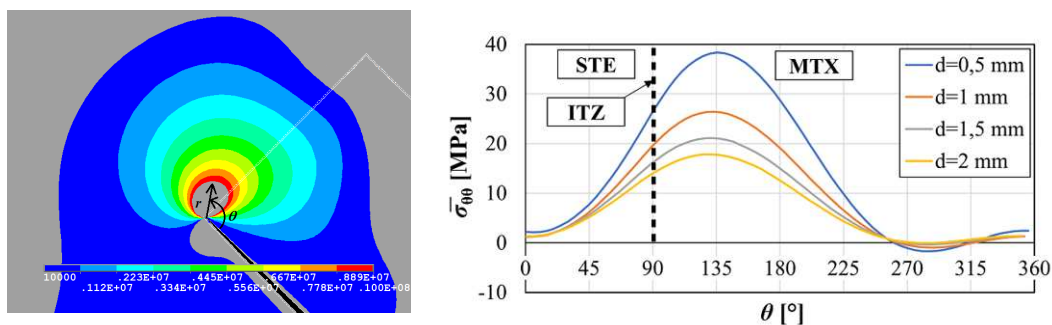 r
θ
10000 .223E+07 .445E+07 .667E+07 .889E+07
.112E+07 .334E+07 .556E+07 .778E+07 .100E+08
σ̅θθ [MPa]
40
30
20
10
0
-10
STE
ITZ
MTX
d=0,5 mm
d=1 mm
d=1,5 mm
d=2 mm
0 45 90 135 180 225 270 315 360
θ [°]